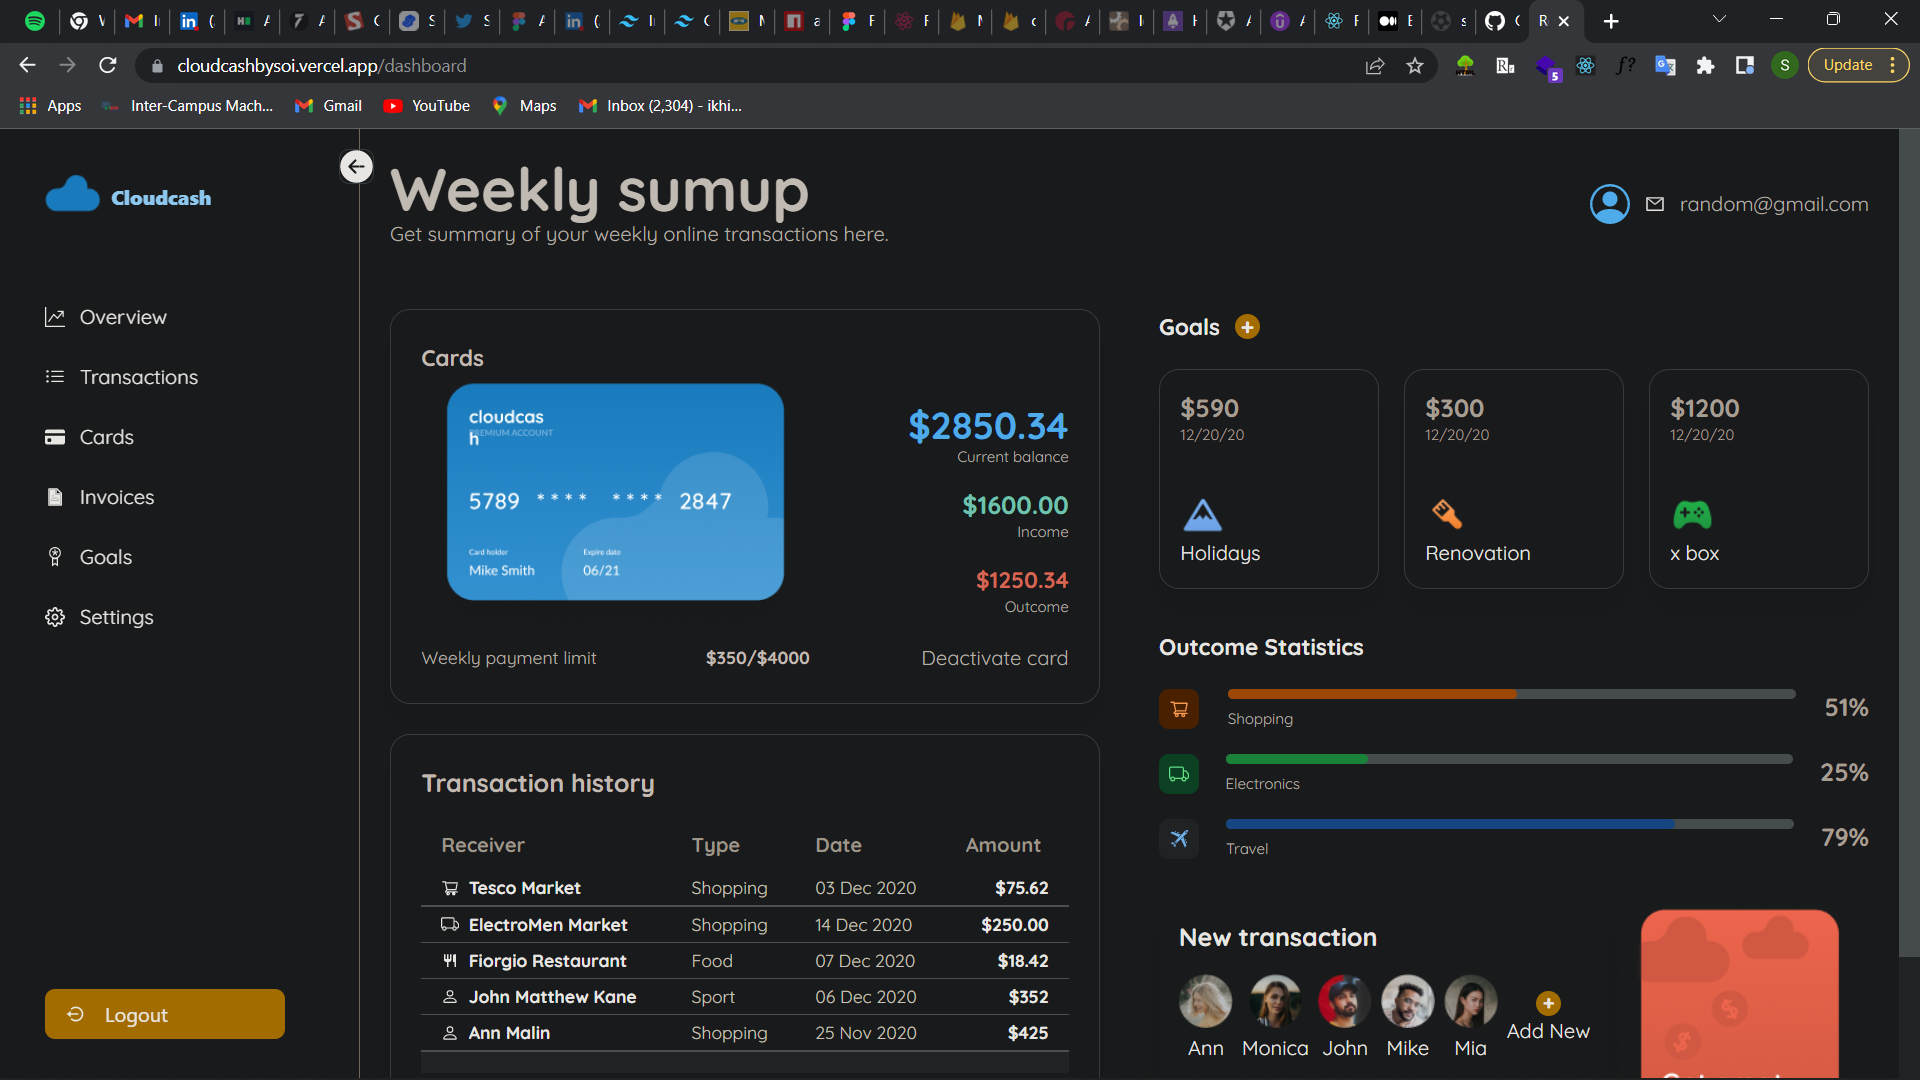 cloudcashbysoi.vercel.app/dashboard
S
Update
5
Apps
Inter-Campus Mach...
Gmail
YouTube
Maps
Inbox (2,304) - ikhi...
Cloudcash
Overview
Transactions
Cards
Invoices
Goals
Settings
Logout
Weekly sumup
Get summary of your weekly online transactions here.
random@gmail.com
Cards
cloudcas
h
PREMIUM ACCOUNT
5789 **** **** 2847
Card holder
Mike Smith
Expire date
06/21
$2850.34
Current balance
$1600.00
Income
$1250.34
Outcome
Weekly payment limit
$350/$4000
Deactivate card
Transaction history
Receiver Type Date Amount
Tesco Market Shopping 03 Dec 2020 $75.62
ElectroMen Market Shopping 14 Dec 2020 $250.00
Fiorgio Restaurant Food 07 Dec 2020 $18.42
John Matthew Kane Sport 06 Dec 2020 $352
Ann Malin Shopping 25 Nov 2020 $425
Goals
$590
12/20/20
Holidays
$300
12/20/20
Renovation
$1200
12/20/20
x box
Outcome Statistics
Shopping
51%
Electronics
25%
Travel
79%
New transaction
Ann
Monica
John
Mike
Mia
Add New